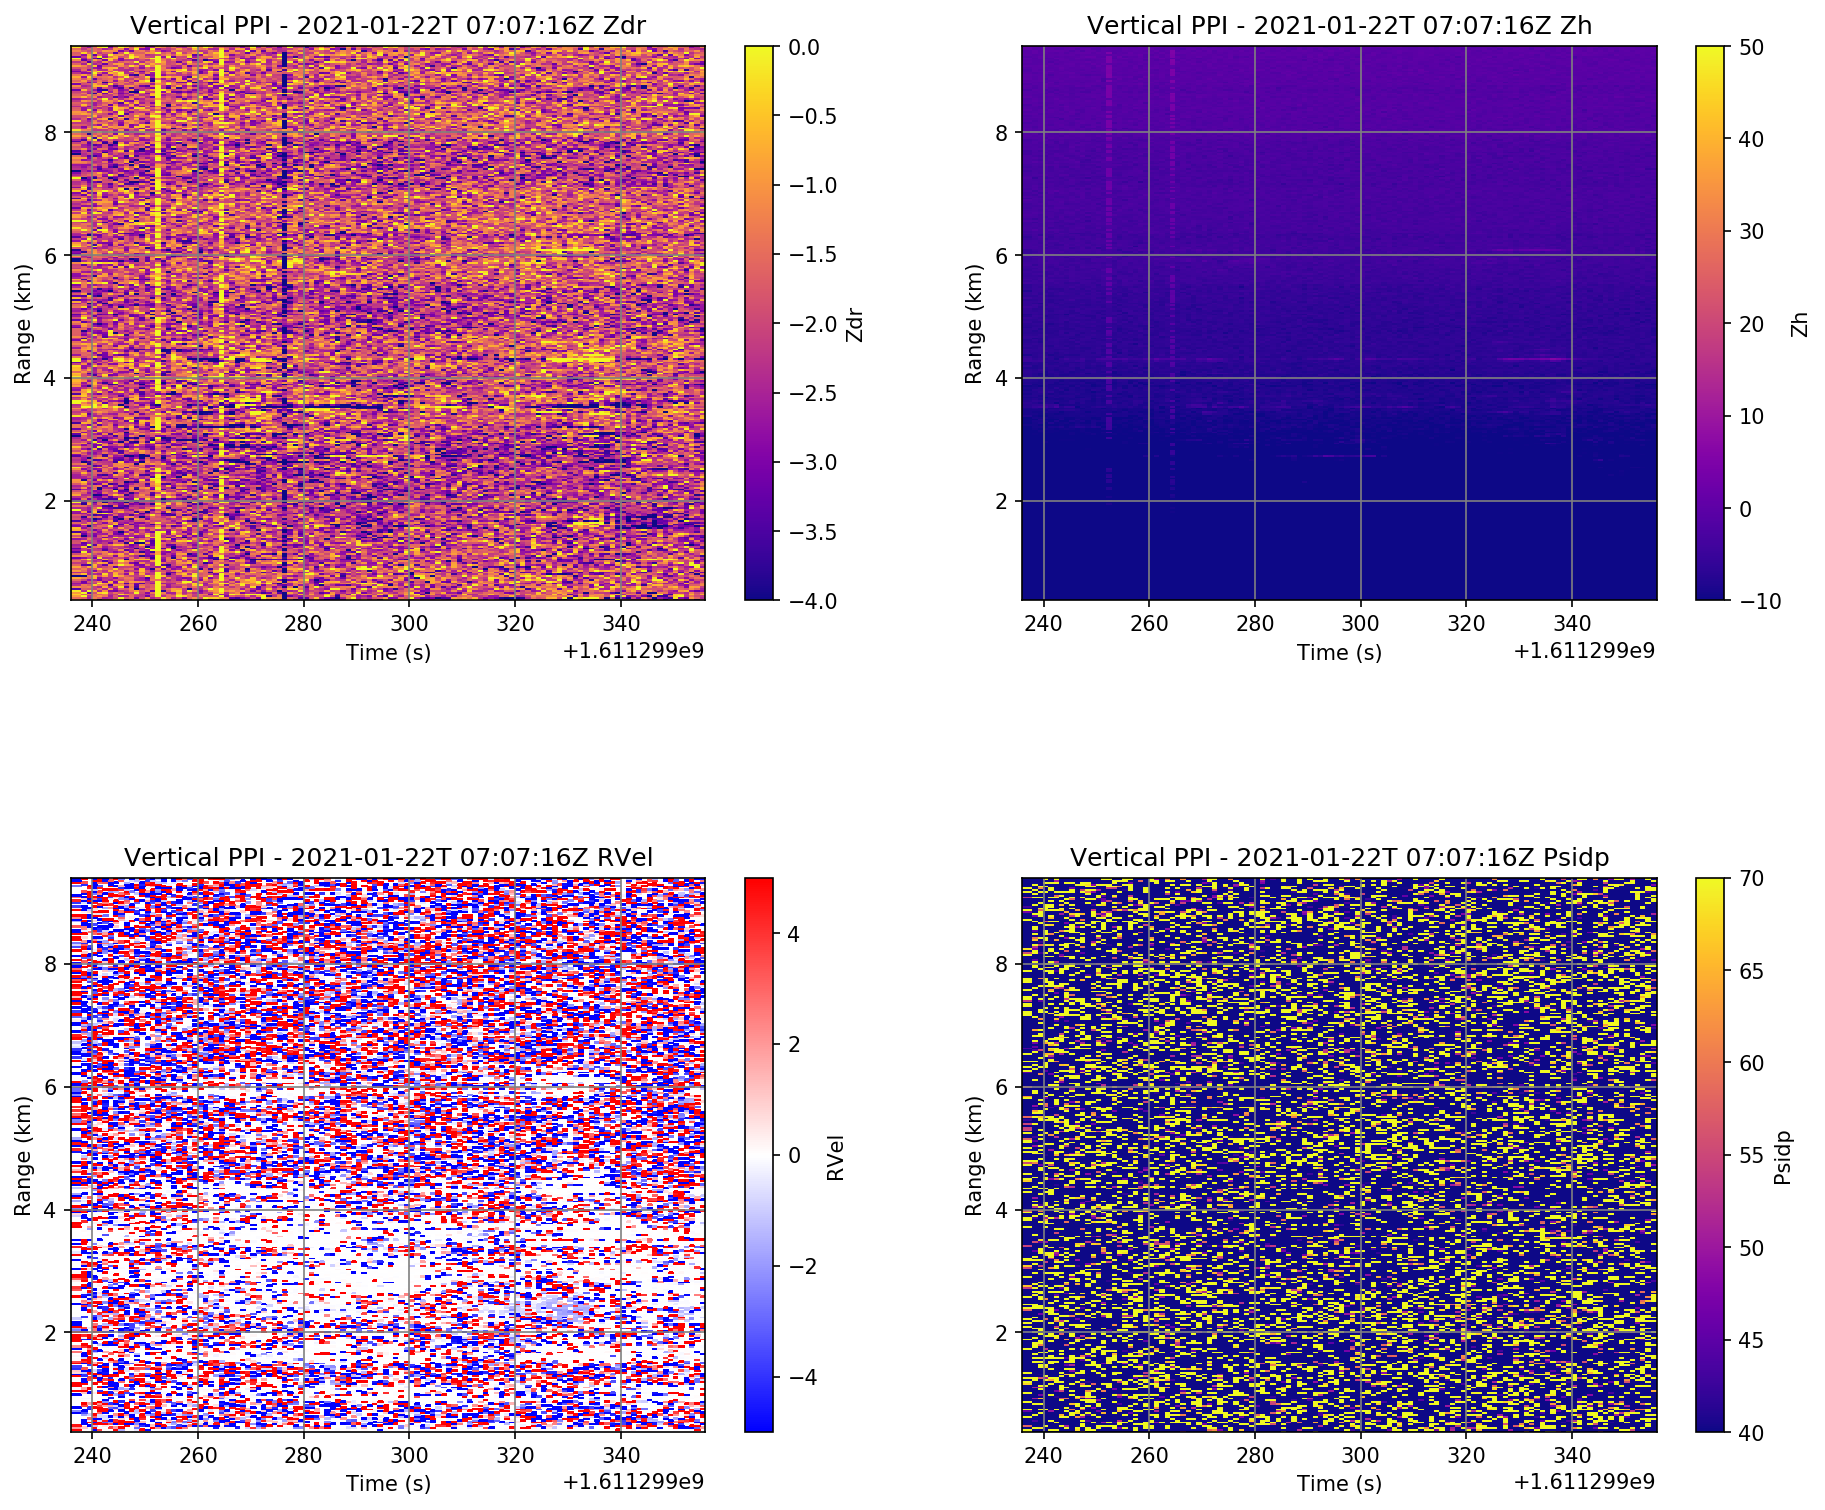 Vertical PPI - 2021-01-22T 07:07:16Z Zdr
0.0
−0.5
−1.0
−1.5
−2.0
−2.5
−3.0
−3.5
−4.0
Zdr
8
6
4
2
Range (km)
240 260 280 300 320 340
Time (s)
+1.611299e9
Vertical PPI - 2021-01-22T 07:07:16Z Zh
50
40
30
20
10
0
−10
Zh
8
6
4
2
Range (km)
240 260 280 300 320 340
Time (s)
+1.611299e9
Vertical PPI - 2021-01-22T 07:07:16Z RVel
4
2
0
−2
−4
RVel
8
6
4
2
Range (km)
240 260 280 300 320 340
Time (s)
+1.611299e9
Vertical PPI - 2021-01-22T 07:07:16Z Psidp
70
65
60
55
50
45
40
Psidp
8
6
4
2
Range (km)
240 260 280 300 320 340
Time (s)
+1.611299e9